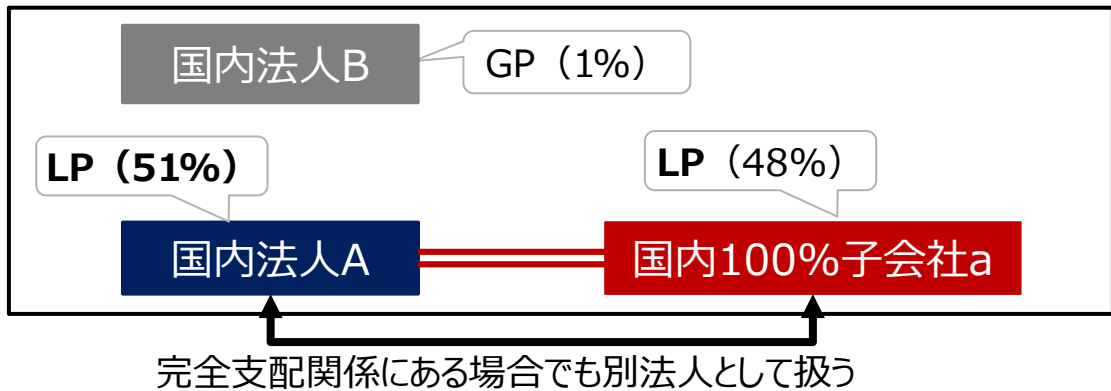 国内法人B
GP（1%）
LP（51%）
LP（48%）
国内法人A
国内100%子会社a
完全支配関係にある場合でも別法人として扱う